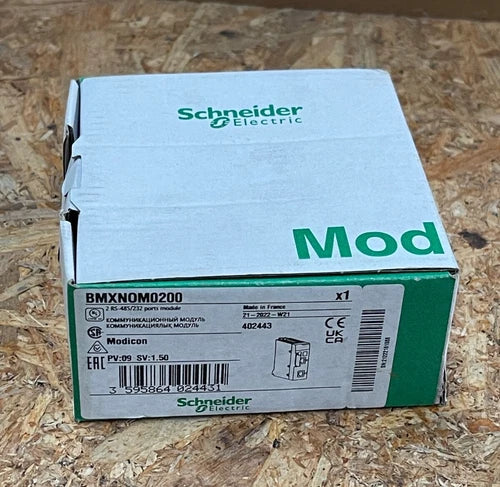 Schneider
Electric
Mod
BMXNOM0200
x1
2 RS-485/232 ports module
Made in France
21-2022-W21
КОММУНИКАЦИОННЫЙ МОДУЛЬ
402443
КОММУНИКАЦИЯЛЫК МОДУЛЬ
Modicon
PV:09 SV:1.50
3 595864 024431
Schneider
Electric